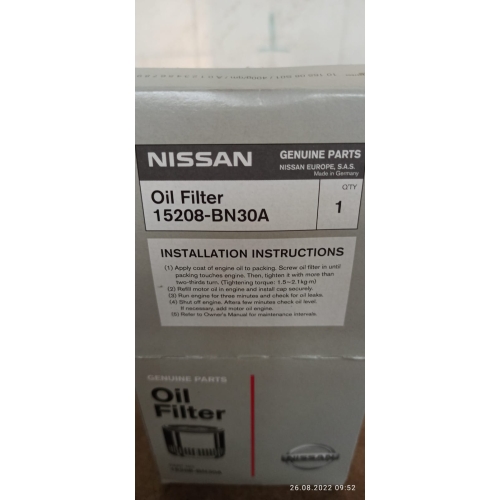 NISSAN
GENUINE PARTS
NISSAN EUROPE, S.A.S.
Made in Germany
Oil Filter
15208-BN30A
Q'TY
1
INSTALLATION INSTRUCTIONS
(1) Apply coat of engine oil to packing. Screw oil filter in until
packing touches engine. Then, tighten it with more than
two-thirds turn. (Tightening torque: 1.5~2.1kg·m)
(2) Refill motor oil in engine and install cap securely.
(3) Run engine for three minutes and check for oil leaks.
(4) Shut off engine. Afters few minutes check oil level.
If necessary, add motor oil engine.
(5) Refer to Owner's Manual for maintenance intervals.
GENUINE PARTS
Oil
Filter
15208-BN30A
NISSAN
26.08.2022 09:52